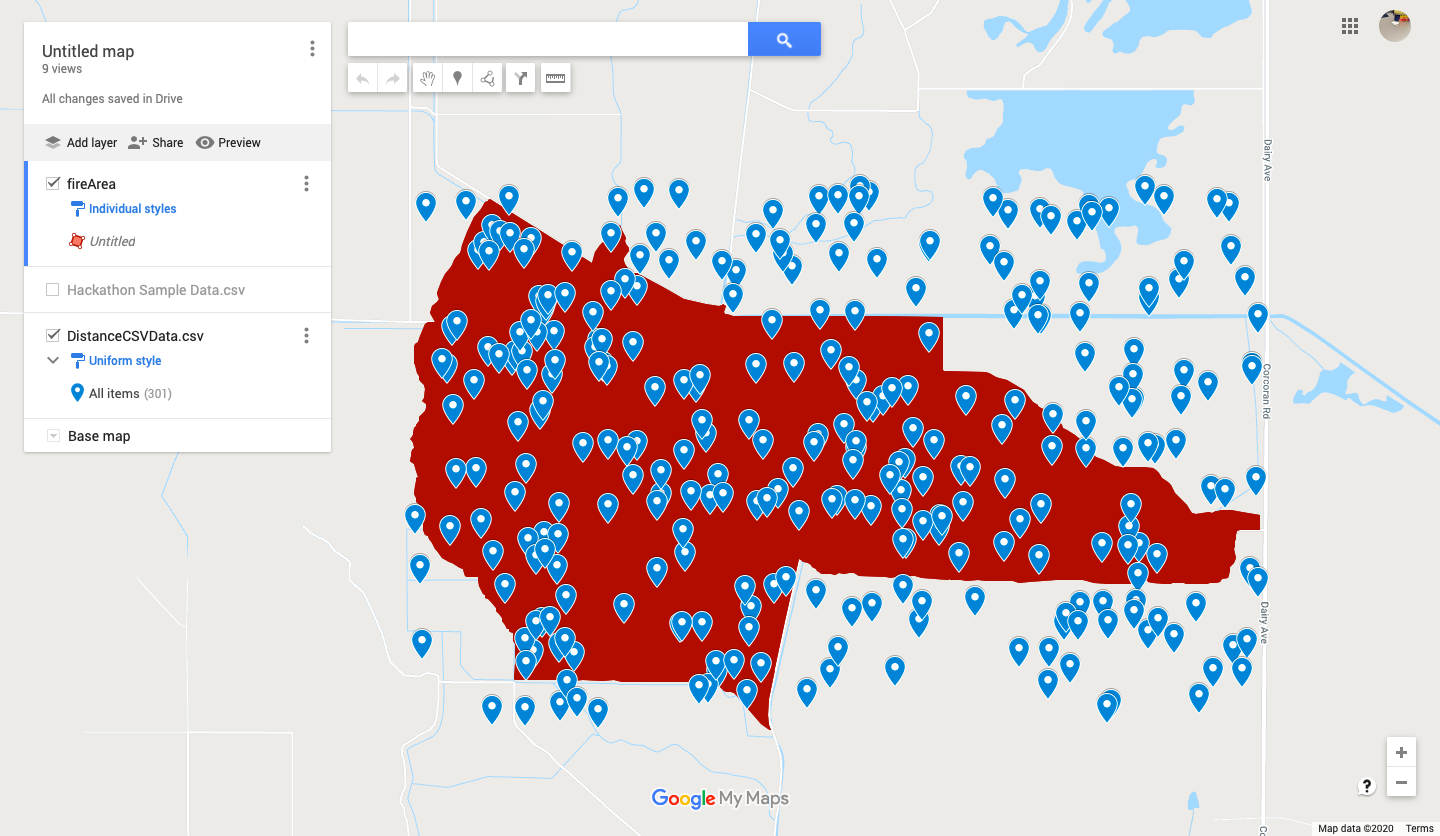 Untitled map
9 views
All changes saved in Drive
Add layer Share Preview
fireArea
Individual styles
Untitled
Hackathon Sample Data.csv
DistanceCSVData.csv
Uniform style
All items (301)
Base map
Dairy Ave
Corcoran Rd
Dairy Ave
Google My Maps
?
+
−
Map data ©2020 Terms